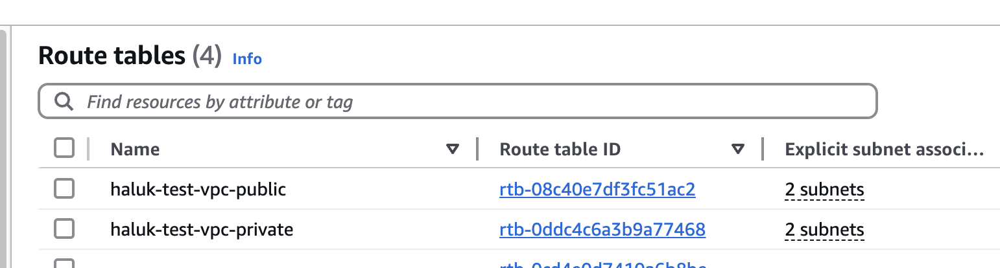 Route tables (4) Info
Find resources by attribute or tag
Name Route table ID Explicit subnet associ...
haluk-test-vpc-public rtb-08c40e7df3fc51ac2 2 subnets
haluk-test-vpc-private rtb-0ddc4c6a3b9a77468 2 subnets